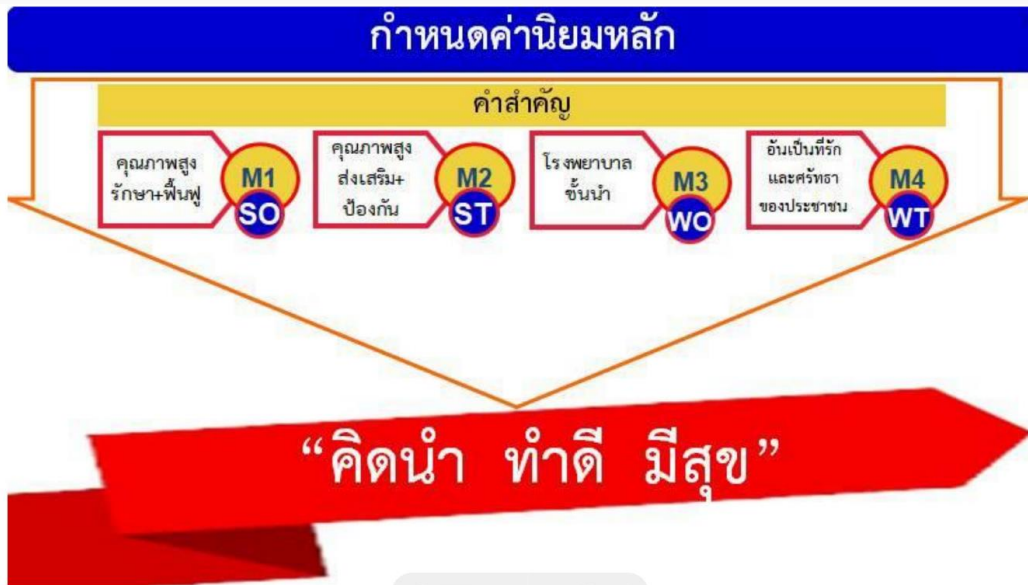 กำหนดค่านิยมหลัก
คำสำคัญ
คุณภาพสูง
รักษา+ฟื้นฟู
M1
SO
คุณภาพสูง
ส่งเสริม+
ป้องกัน
M2
ST
โรงพยาบาล
ชั้นนำ
M3
WO
อันเป็นที่รัก
และศรัทธา
ของประชาชน
M4
WT
“คิดนำ ทำดี มีสุข”